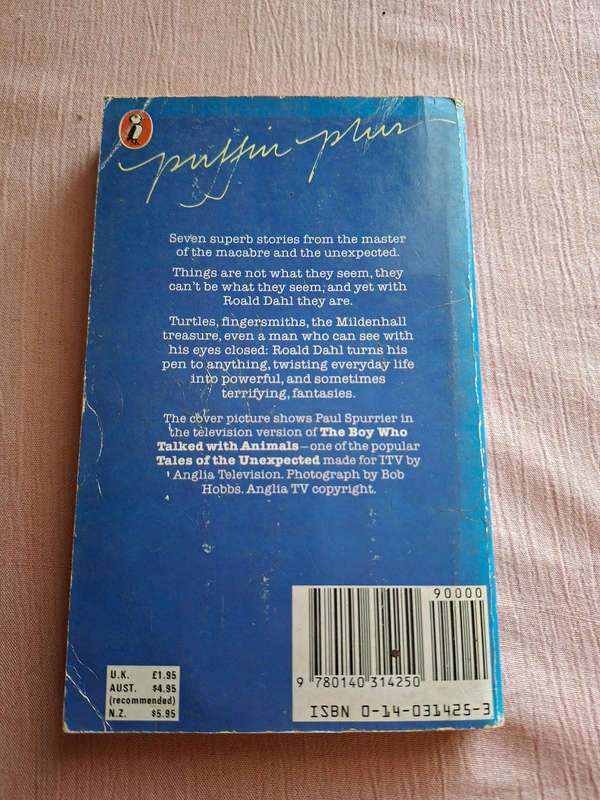 puffin plus
Seven superb stories from the master
of the macabre and the unexpected.
Things are not what they seem, they
can't be what they seem, and yet with
Roald Dahl they are.
Turtles, fingersmiths, the Mildenhall
treasure, even a man who can see with
his eyes closed: Roald Dahl turns his
pen to anything, twisting everyday life
into powerful, and sometimes
terrifying, fantasies.
The cover picture shows Paul Spurrier in
the television version of The Boy Who
Talked with Animals—one of the popular
Tales of the Unexpected made for ITV by
Anglia Television. Photograph by Bob
Hobbs. Anglia TV copyright.
90000
9 780140 314250
ISBN 0-14-031425-3
U.K. £1.95
AUST. $4.95
(recommended)
N.Z. $5.95